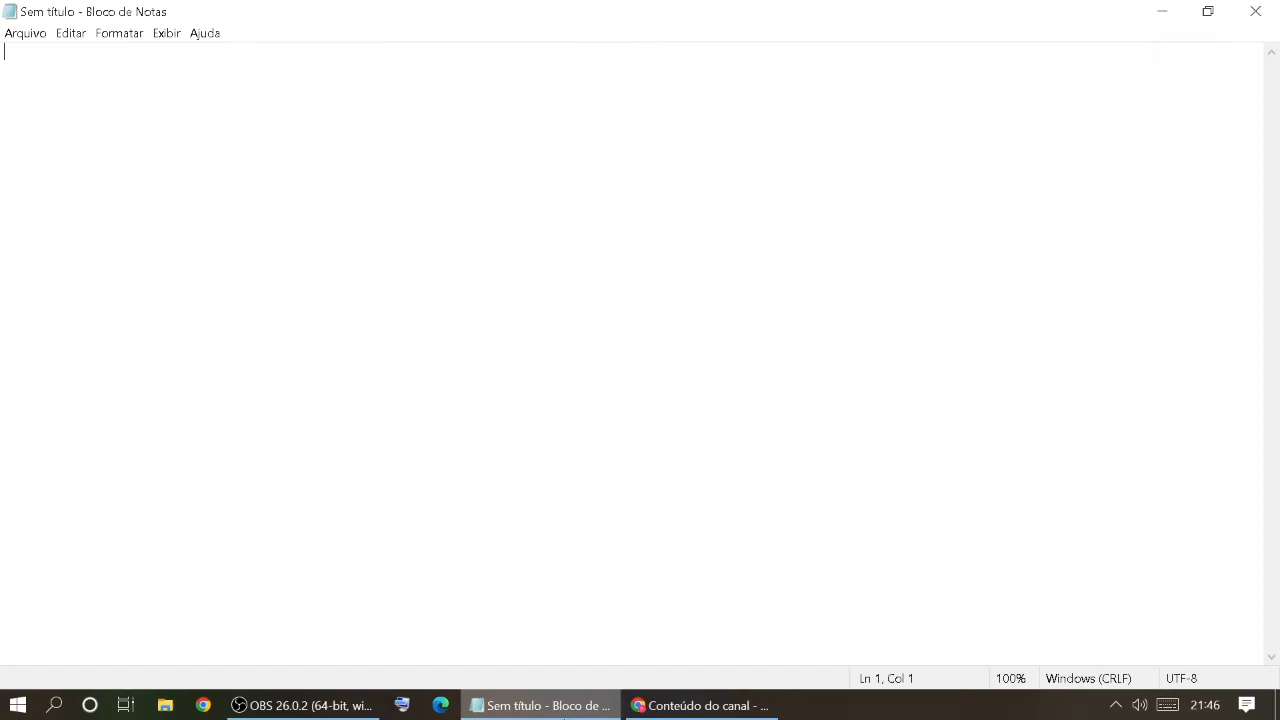 Sem título - Bloco de Notas
Arquivo Editar Formatar Exibir Ajuda
Ln 1, Col 1 100% Windows (CRLF) UTF-8
OBS 26.0.2 (64-bit, wi... Sem título - Bloco de ... Conteúdo do canal - ... 21:46